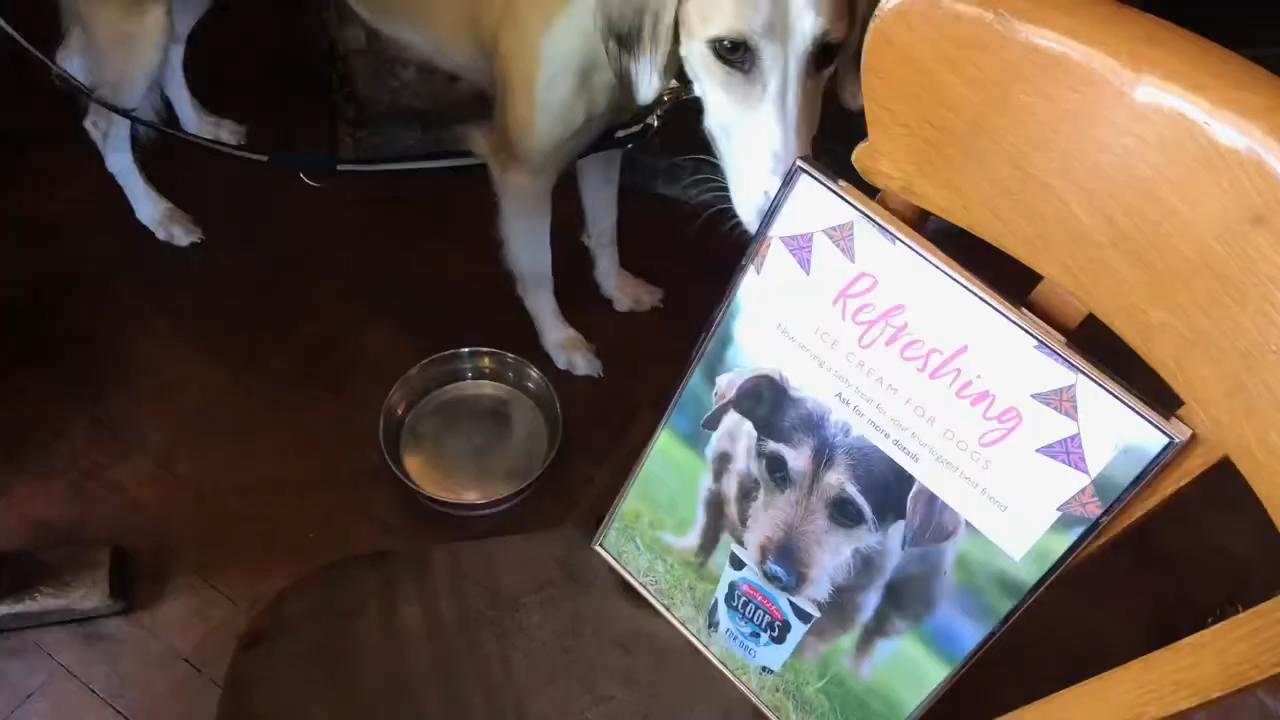 Refreshing
ICE CREAM FOR DOGS
Now serving a tasty treat for your four-legged best friend
Ask for more details
SCOOP'S
FOR DOGS